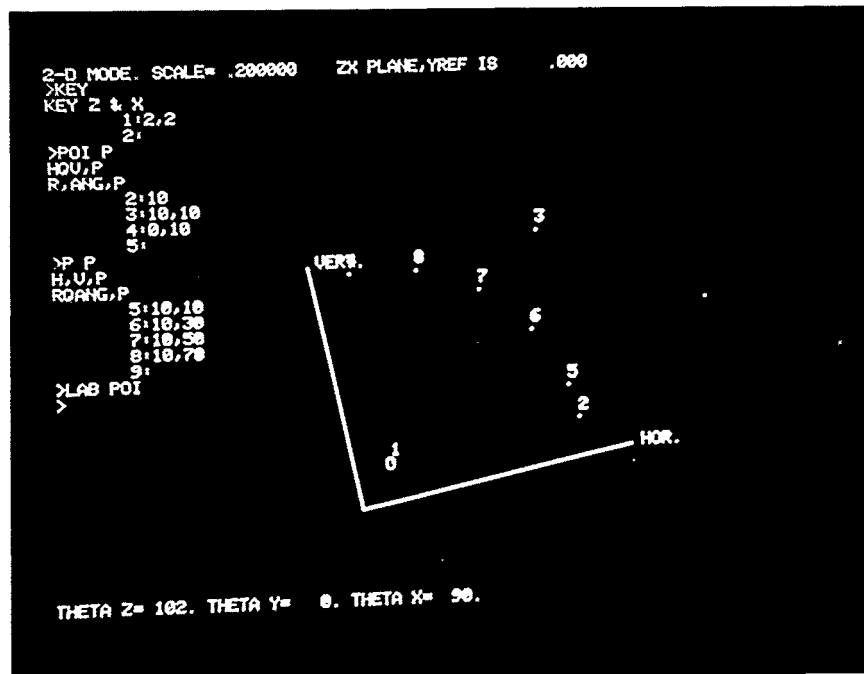 2-D MODE. SCALE= .200000 ZX PLANE,YREF IS .000
>KEY
KEY Z & X
1:2,2
2:
>POI P
HQV,P
R,ANG,P
2:10
3:10,10
4:0,10
5:
>P P
H,V,P
RQANG,P
5:10,10
6:10,30
7:10,50
8:10,70
9:
>LAB POI
>
3
VER
8
7
6
5
2
HOR.
1
0
THETA Z= 102. THETA Y= 0. THETA X= 90.